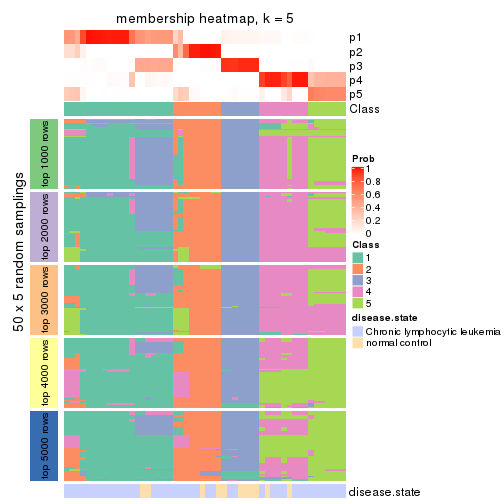 membership heatmap, k = 5
p1
p2
p3
p4
p5
Class
50 x 5 random samplings
top 1000 rows
top 2000 rows
top 3000 rows
top 4000 rows
top 5000 rows
disease.state
Prob
1
0.8
0.6
0.4
0.2
0
Class
1
2
3
4
5
disease.state
Chronic lymphocytic leukemia
normal control